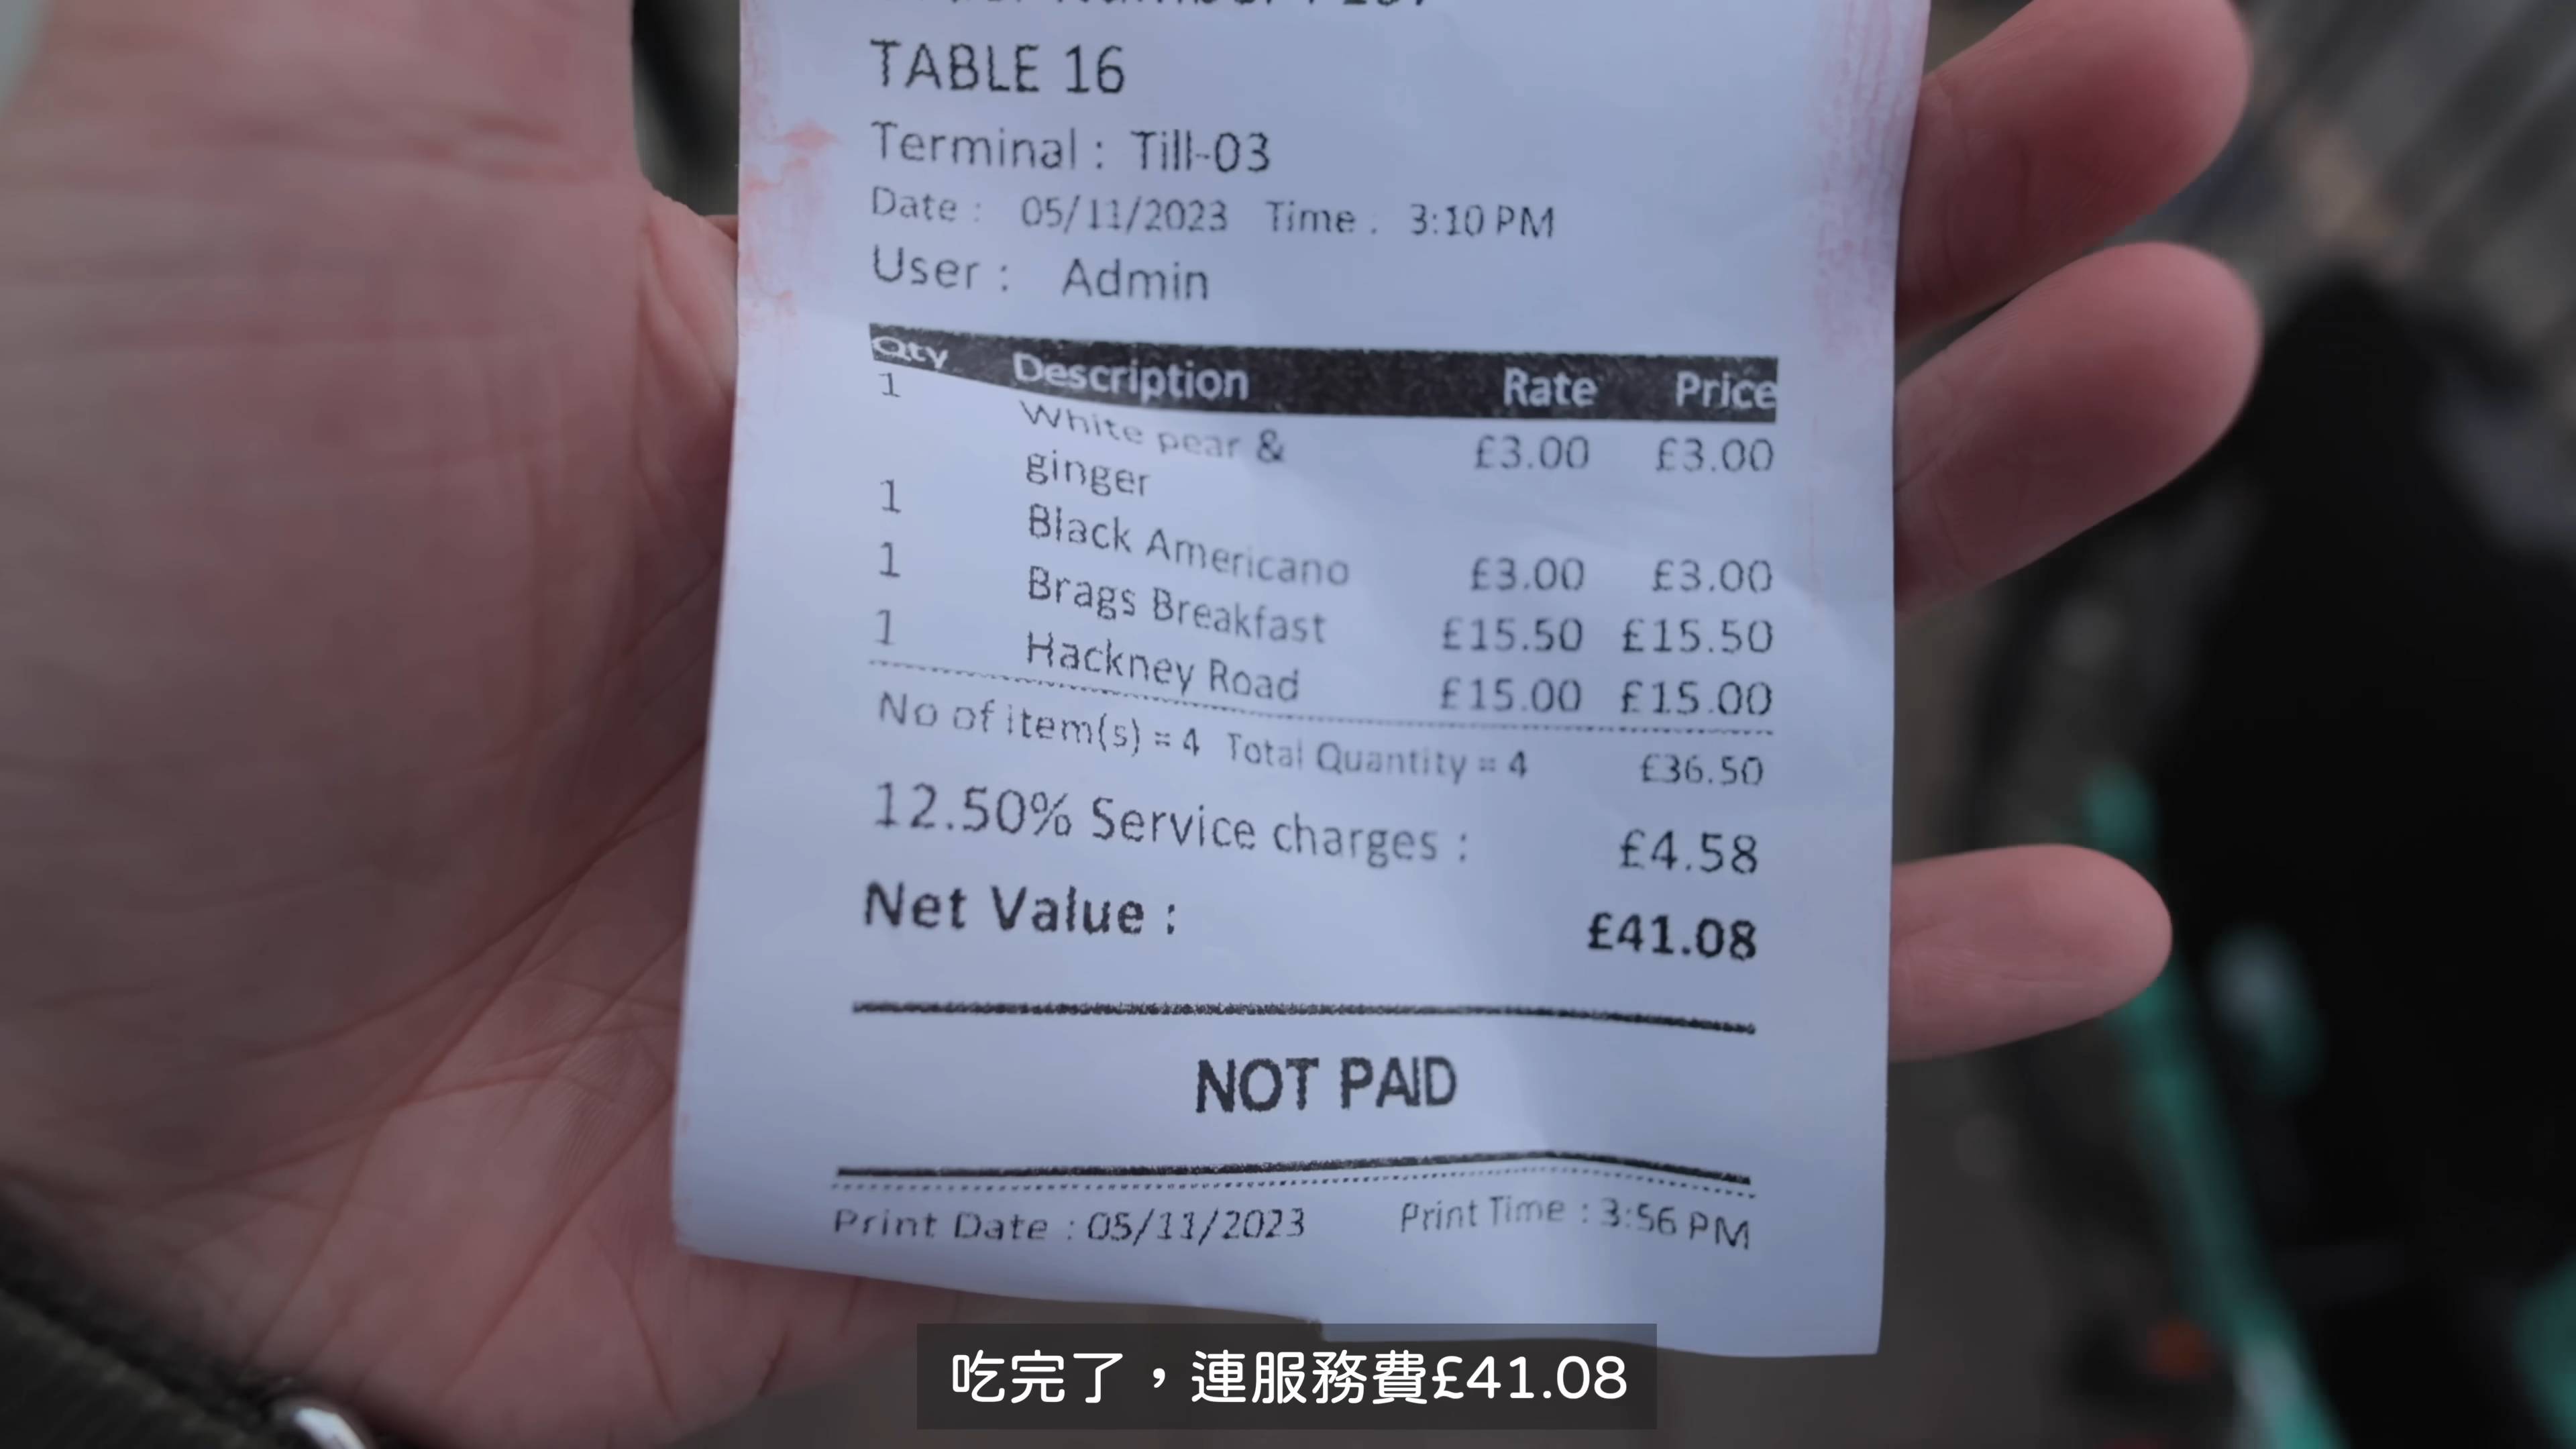 TABLE 16
Terminal : Till-03
Date : 05/11/2023 Time : 3:10 PM
User : Admin
Qty Description Rate Price
1 White pear & £3.00 £3.00
ginger
1 Black Americano £3.00 £3.00
1 Brags Breakfast £15.50 £15.50
1 Hackney Road £15.00 £15.00
No of item(s) = 4 Total Quantity = 4 £36.50
12.50% Service charges : £4.58
Net Value : £41.08
NOT PAID
Print Date : 05/11/2023 Print Time : 3:56 PM
吃完了，連服務費£41.08